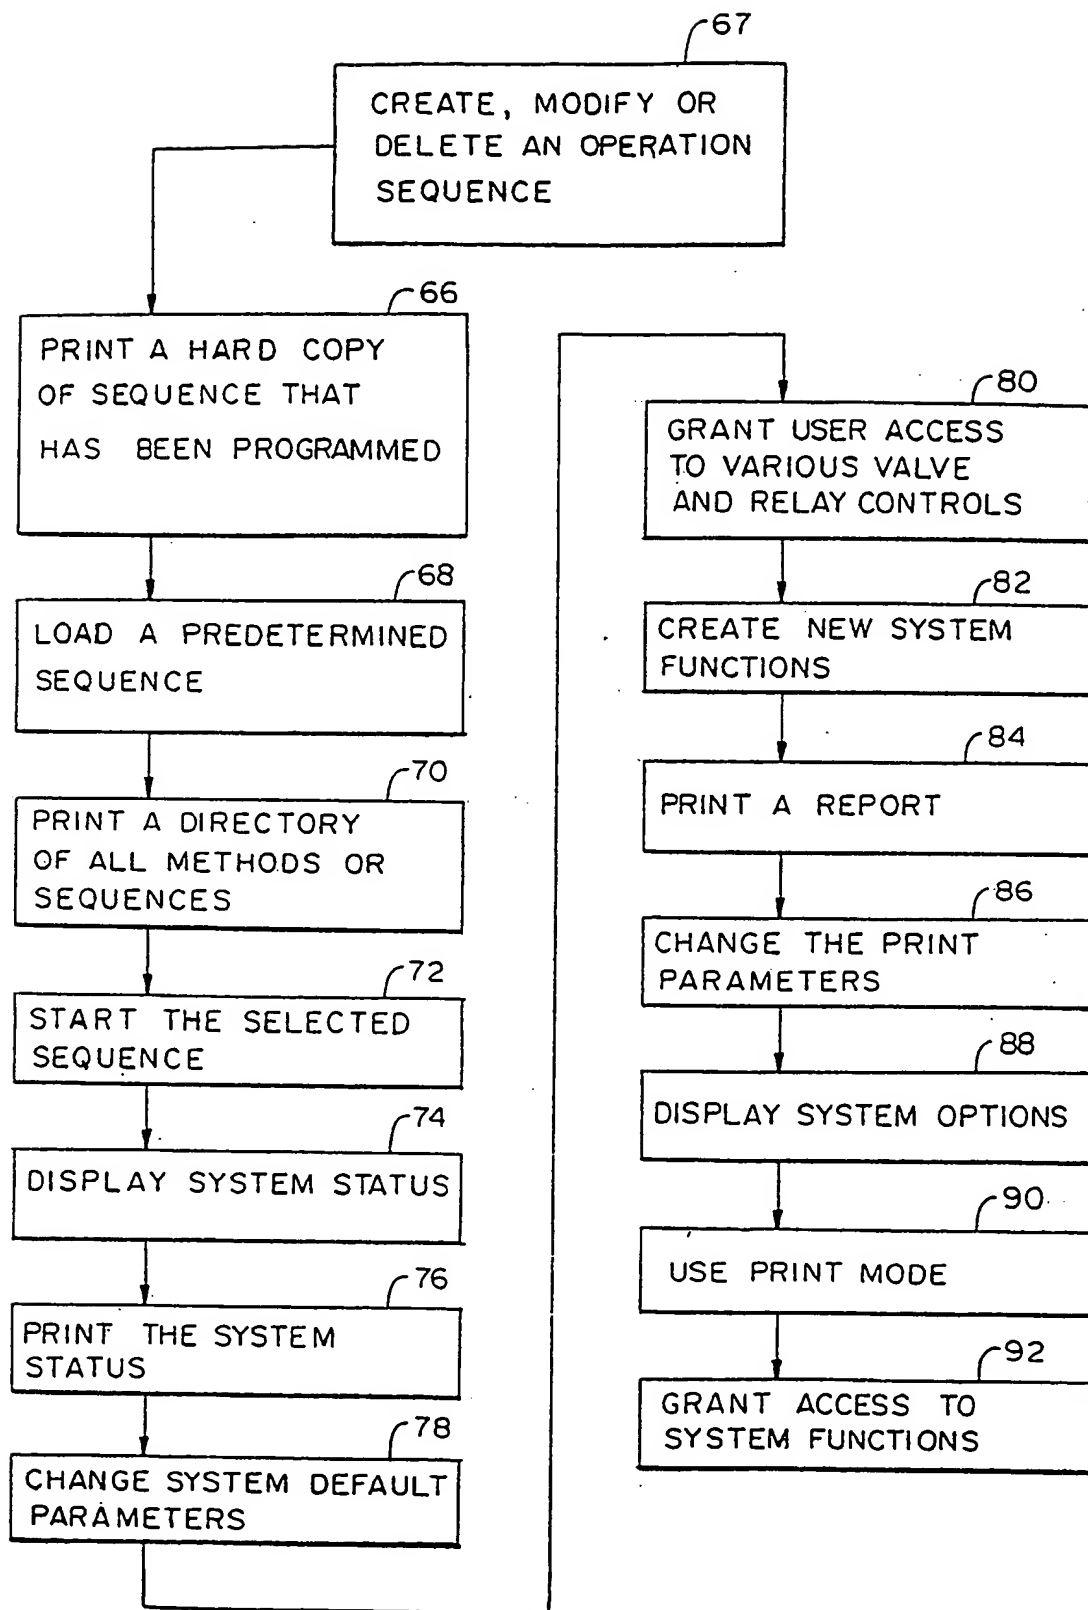 67
CREATE, MODIFY OR
DELETE AN OPERATION
SEQUENCE
66
PRINT A HARD COPY
OF SEQUENCE THAT
HAS BEEN PROGRAMMED
68
LOAD A PREDETERMINED
SEQUENCE
70
PRINT A DIRECTORY
OF ALL METHODS OR
SEQUENCES
72
START THE SELECTED
SEQUENCE
74
DISPLAY SYSTEM STATUS
76
PRINT THE SYSTEM
STATUS
78
CHANGE SYSTEM DEFAULT
PARAMETERS
80
GRANT USER ACCESS
TO VARIOUS VALVE
AND RELAY CONTROLS
82
CREATE NEW SYSTEM
FUNCTIONS
84
PRINT A REPORT
86
CHANGE THE PRINT
PARAMETERS
88
DISPLAY SYSTEM OPTIONS
90
USE PRINT MODE
92
GRANT ACCESS TO
SYSTEM FUNCTIONS